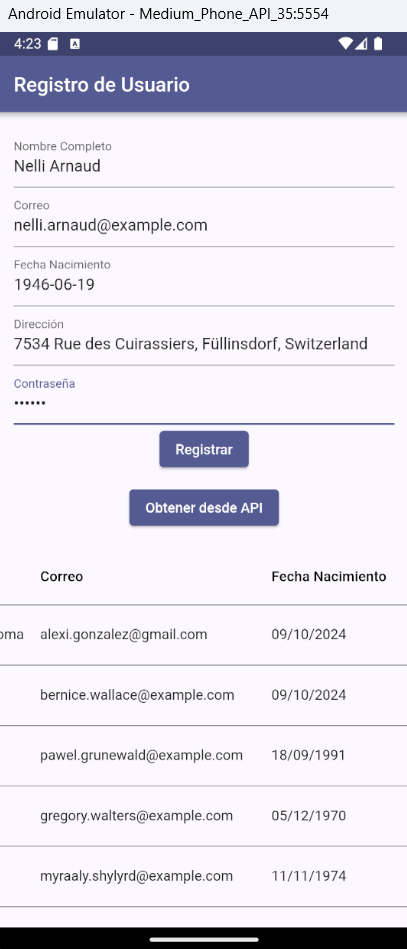 Android Emulator - Medium_Phone_API_35:5554
4:23
Registro de Usuario
Nombre Completo
Nelli Arnaud
Correo
nelli.arnaud@example.com
Fecha Nacimiento
1946-06-19
Dirección
7534 Rue des Cuirassiers, Füllinsdorf, Switzerland
Contraseña
••••••
Registrar
Obtener desde API
Correo Fecha Nacimiento
oma alexi.gonzalez@gmail.com 09/10/2024
bernice.wallace@example.com 09/10/2024
pawel.grunewald@example.com 18/09/1991
gregory.walters@example.com 05/12/1970
myraaly.shylyrd@example.com 11/11/1974